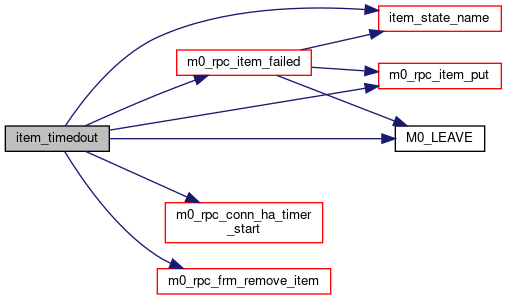 item_state_name
m0_rpc_item_failed
m0_rpc_item_put
item_timedout
M0_LEAVE
m0_rpc_conn_ha_timer
_start
m0_rpc_frm_remove_item